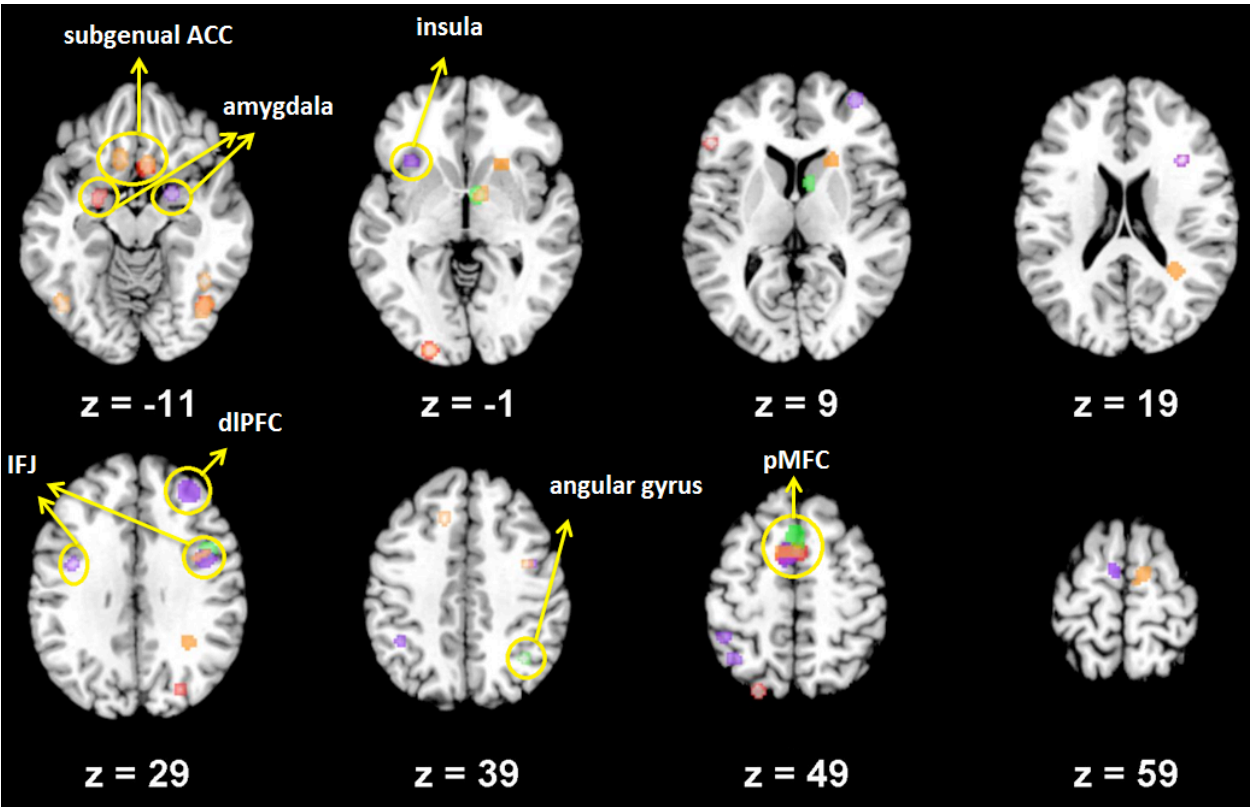 subgenual ACC
insula
amygdala
z = -11
z = -1
z = 9
z = 19
dlPFC
IFJ
pMFC
angular gyrus
z = 29
z = 39
z = 49
z = 59